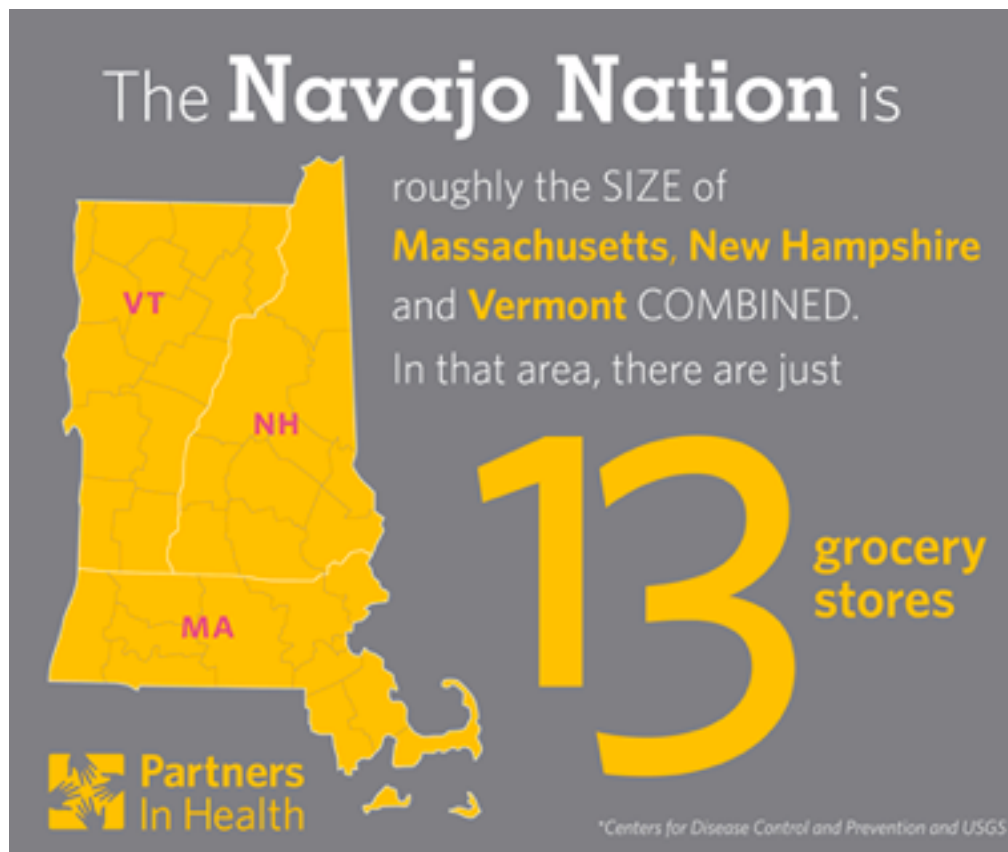 The Navajo Nation is
roughly the SIZE of
Massachusetts, New Hampshire
and Vermont COMBINED.
In that area, there are just
13
grocery
stores
VT
NH
MA
Partners
In Health
*Centers for Disease Control and Prevention and USGS